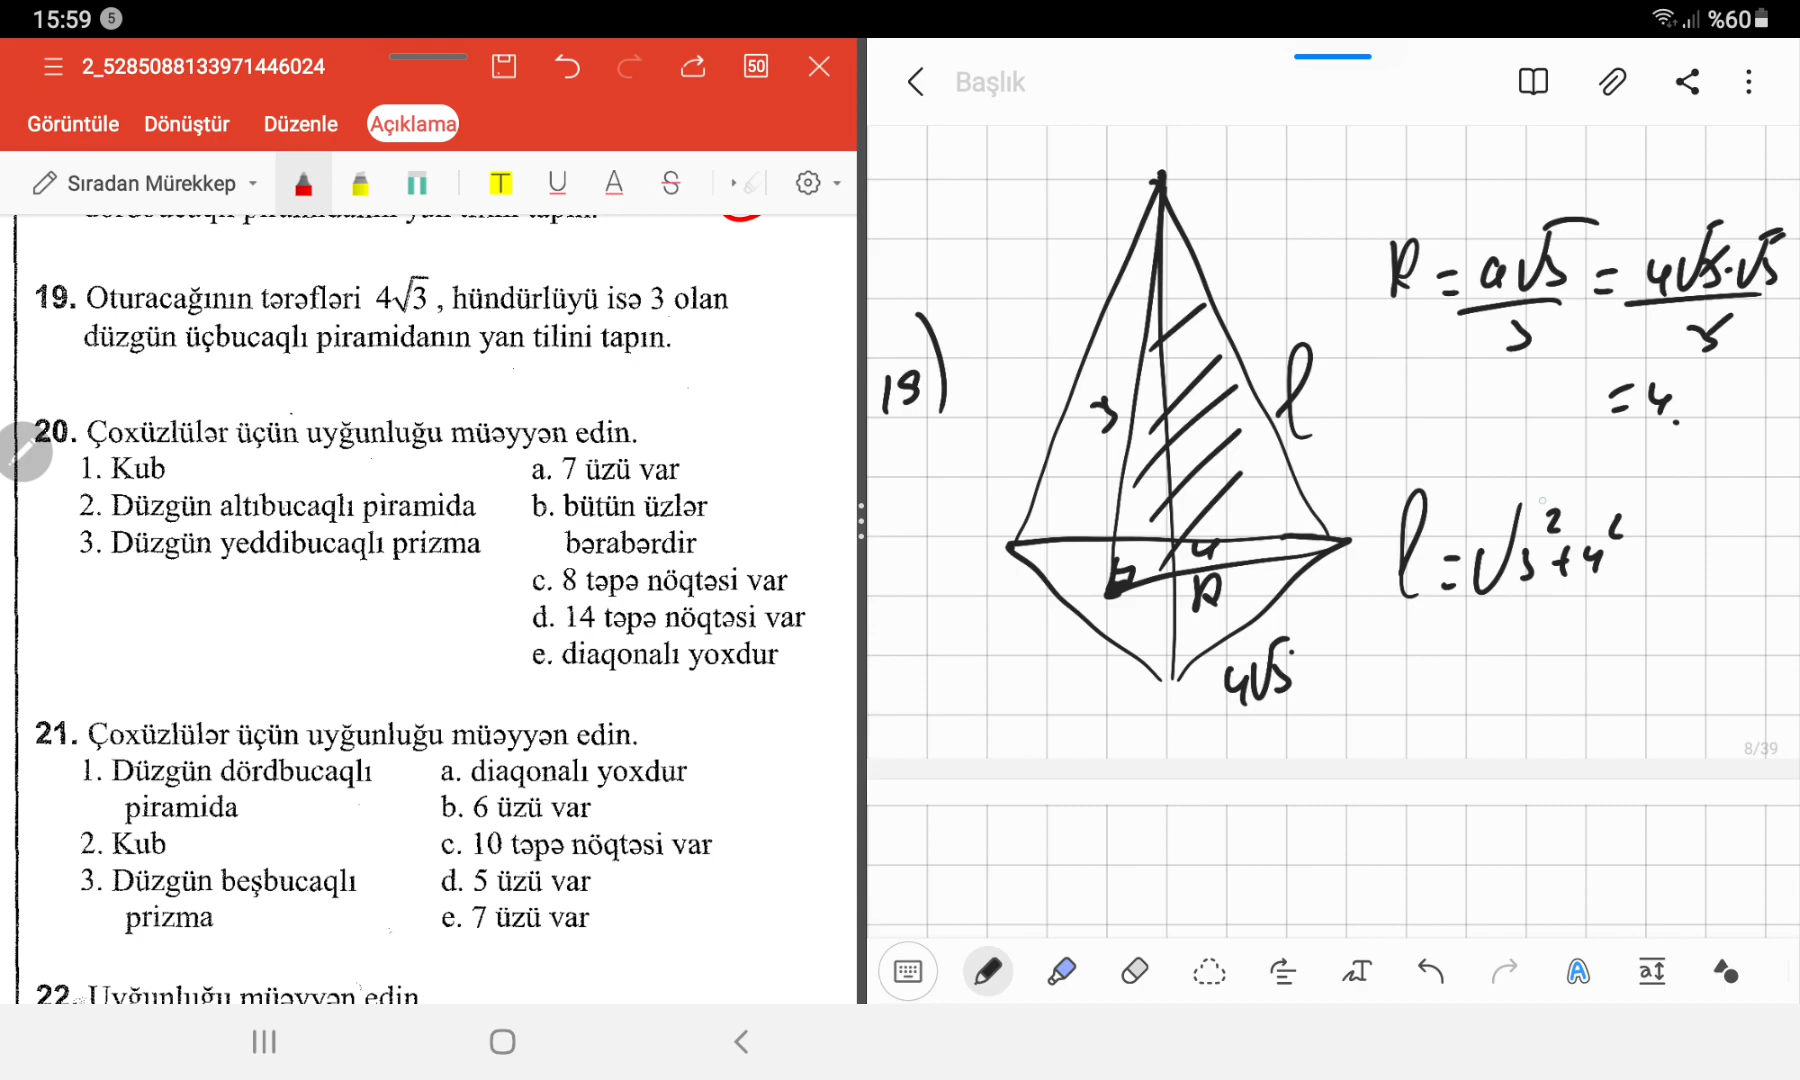 15:59 5
%60
2_5285088133971446024
50
Görüntüle Dönüştür Düzenle Açıklama
Sıradan Mürekkep
T U A S
19. Oturacağının tərəfləri 4√3, hündürlüyü isə 3 olan
düzgün üçbucaqlı piramidanın yan tilini tapın.
20. Çoxüzlülər üçün uyğunluğu müəyyən edin.
1. Kub
2. Düzgün altıbucaqlı piramida
3. Düzgün yeddibucaqlı prizma
a. 7 üzü var
b. bütün üzlər
bərabərdir
c. 8 təpə nöqtəsi var
d. 14 təpə nöqtəsi var
e. diaqonalı yoxdur
21. Çoxüzlülər üçün uyğunluğu müəyyən edin.
1. Düzgün dördbucaqlı
piramida
2. Kub
3. Düzgün beşbucaqlı
prizma
a. diaqonalı yoxdur
b. 6 üzü var
c. 10 təpə nöqtəsi var
d. 5 üzü var
e. 7 üzü var
22. Uyğunluğu müəyyən edin
Başlık
19)
3
l
4
R
4√3
R = a√3/3 = 4√3·√3/3
= 4.
l = √3²+4²
8/39